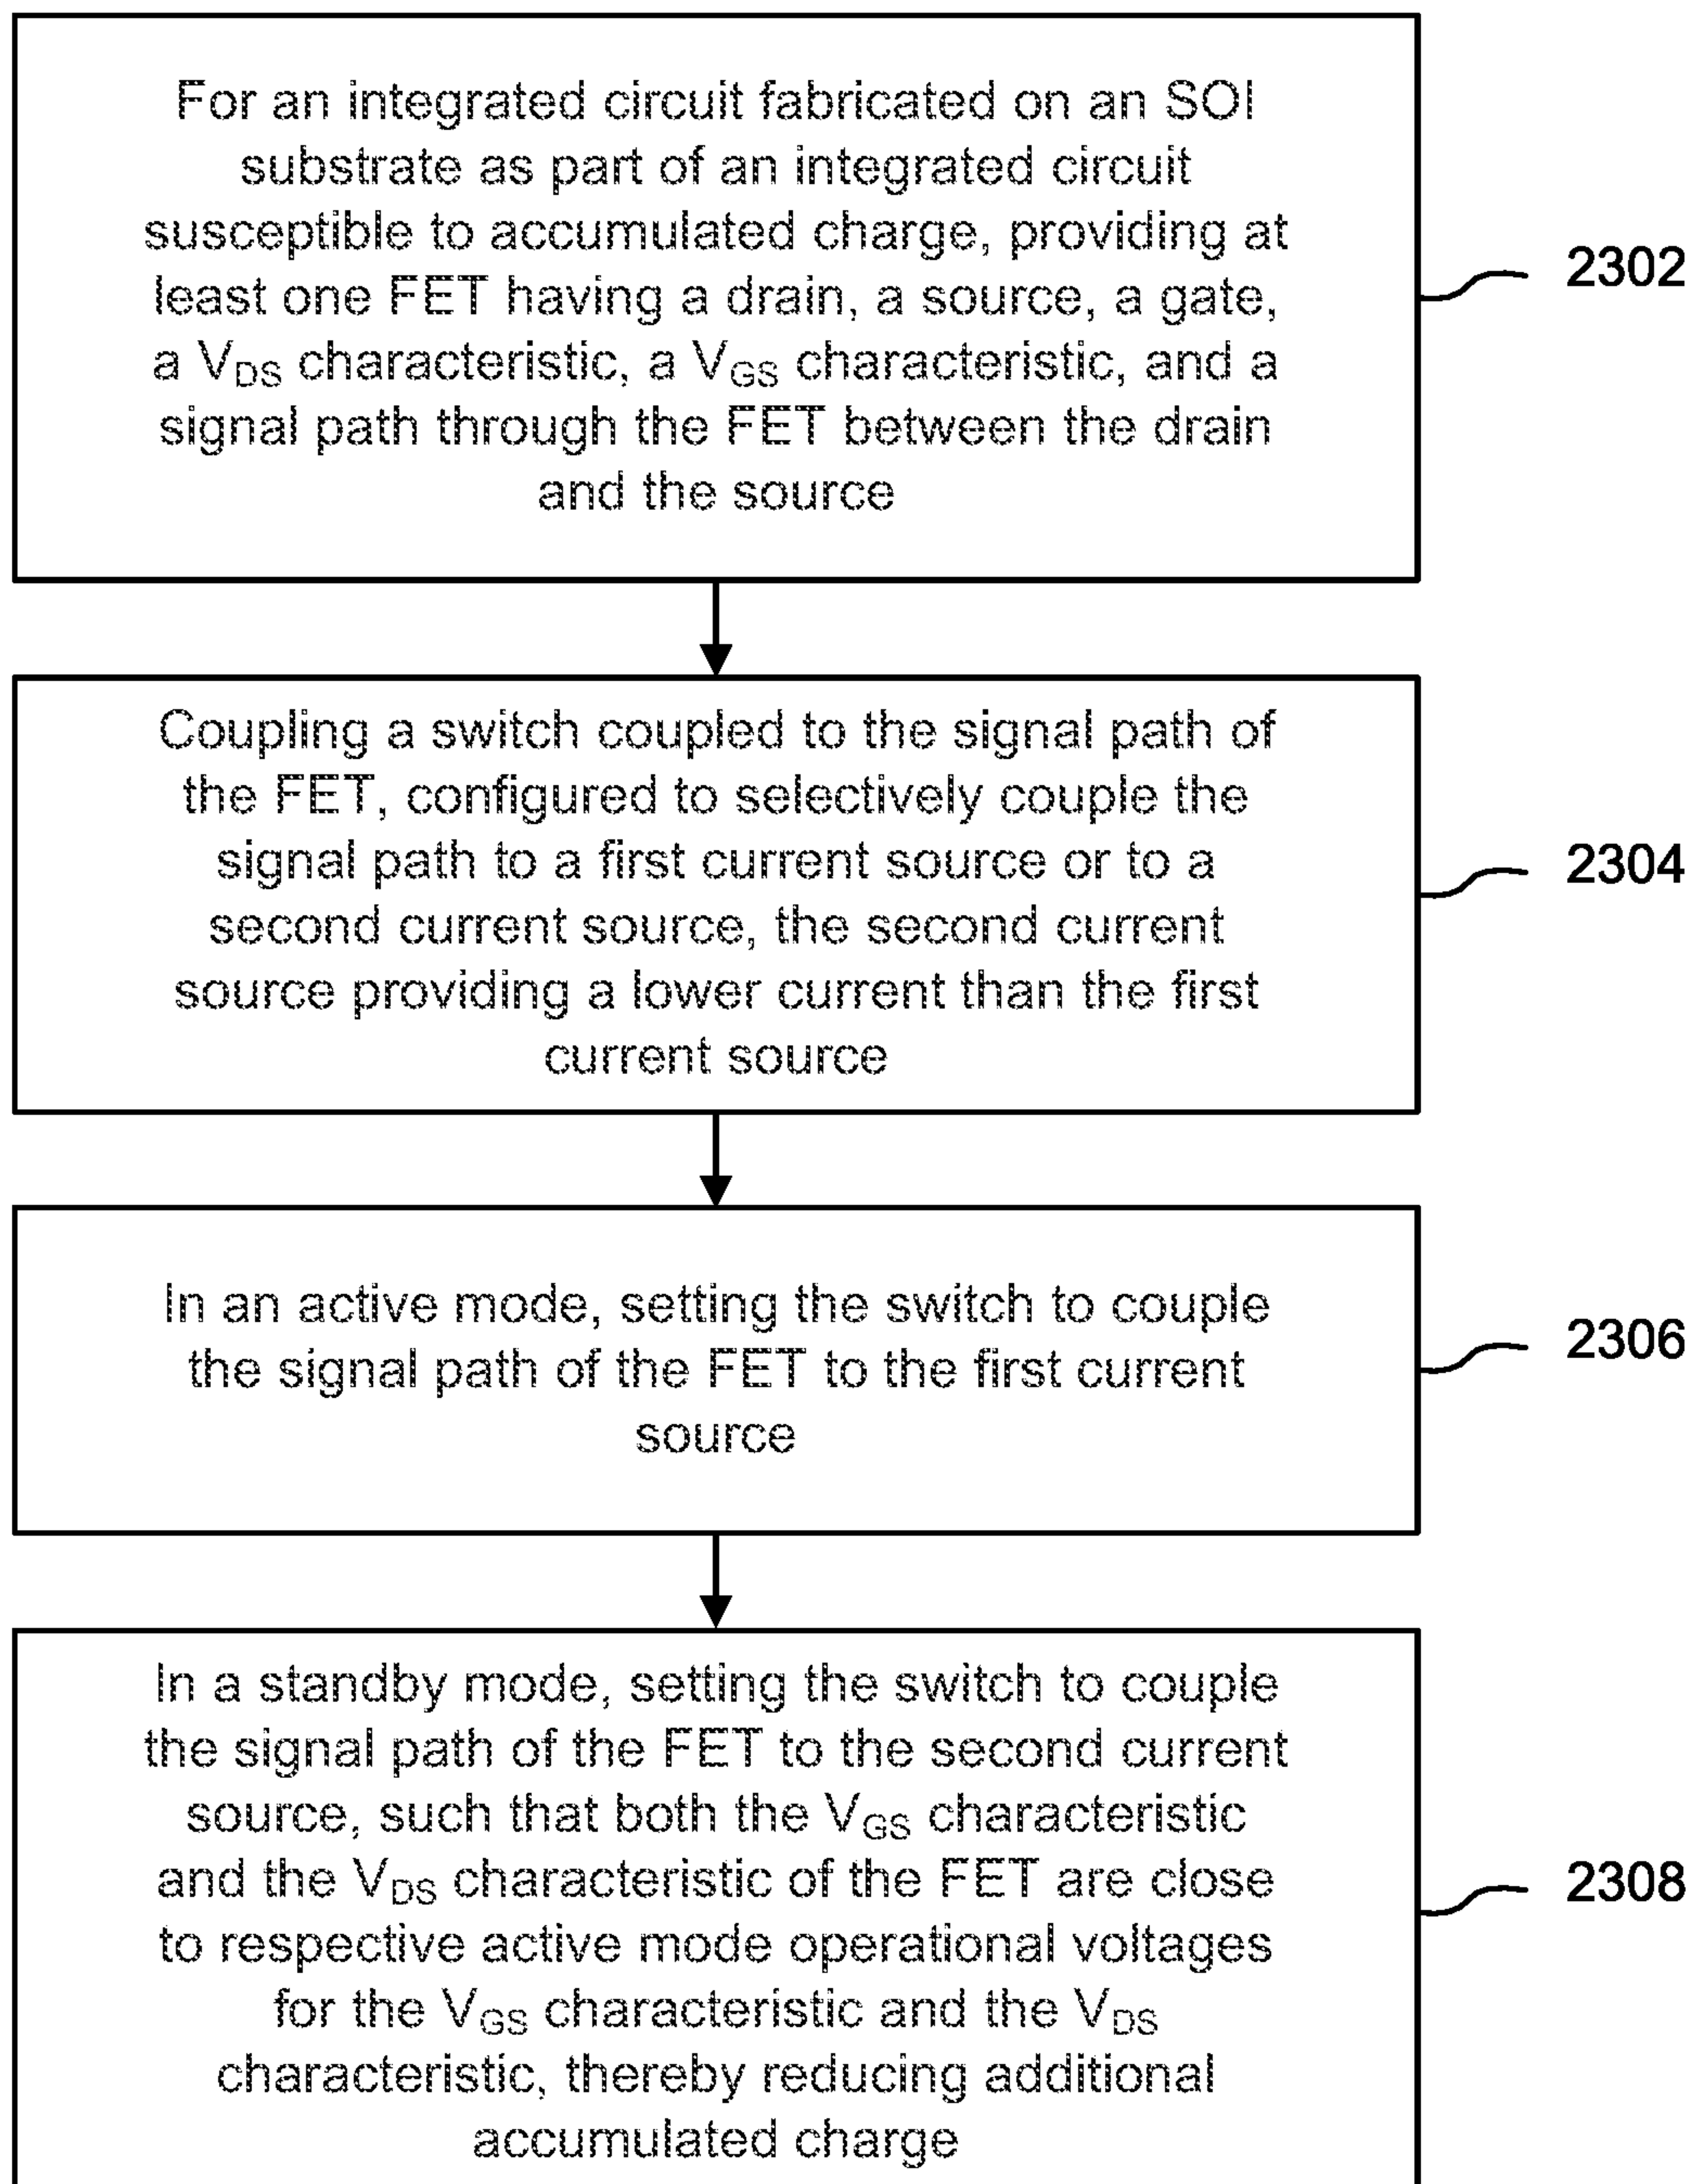 For an integrated circuit fabricated on an SOI
substrate as part of an integrated circuit
susceptible to accumulated charge, providing at
least one FET having a drain, a source, a gate,
a VDS characteristic, a VGS characteristic, and a
signal path through the FET between the drain
and the source
2302
Coupling a switch coupled to the signal path of
the FET, configured to selectively couple the
signal path to a first current source or to a
second current source, the second current
source providing a lower current than the first
current source
2304
In an active mode, setting the switch to couple
the signal path of the FET to the first current
source
2306
In a standby mode, setting the switch to couple
the signal path of the FET to the second current
source, such that both the VGS characteristic
and the VDS characteristic of the FET are close
to respective active mode operational voltages
for the VGS characteristic and the VDS
characteristic, thereby reducing additional
accumulated charge
2308